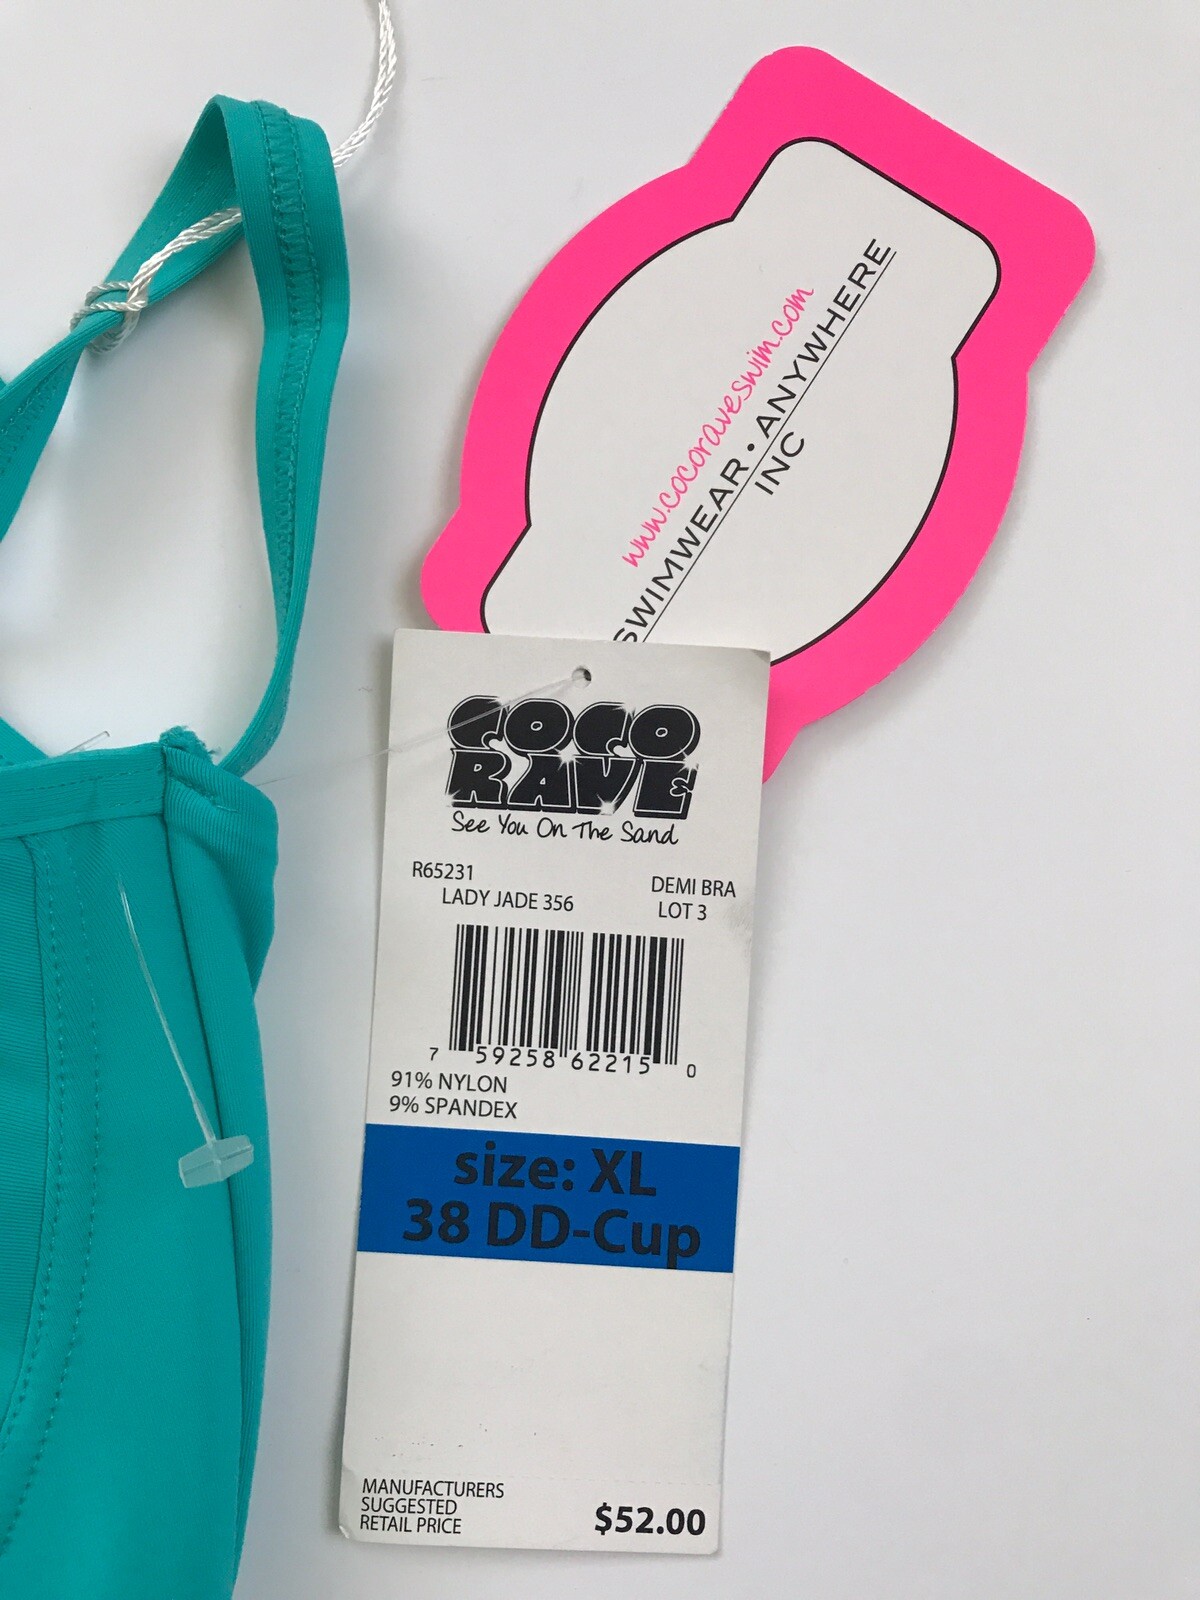 www.cocoraveswim.com
SWIMWEAR • ANYWHERE
INC
COCO
RAVE
See You On The Sand
R65231
DEMI BRA
LADY JADE 356
LOT 3
7 59258 62215 0
91% NYLON
9% SPANDEX
size: XL
38 DD-Cup
MANUFACTURERS
SUGGESTED
RETAIL PRICE
$52.00